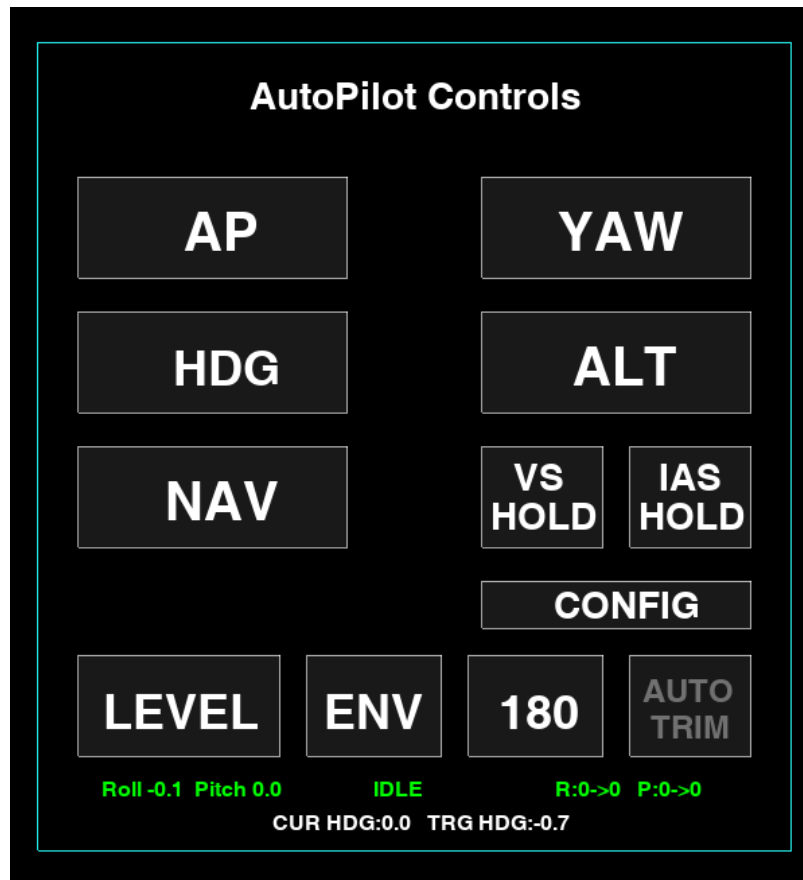 AutoPilot Controls
AP
YAW
HDG
ALT
NAV
VS
HOLD
IAS
HOLD
CONFIG
LEVEL
ENV
180
AUTO
TRIM
Roll -0.1 Pitch 0.0
IDLE
R:0->0 P:0->0
CUR HDG:0.0 TRG HDG:-0.7